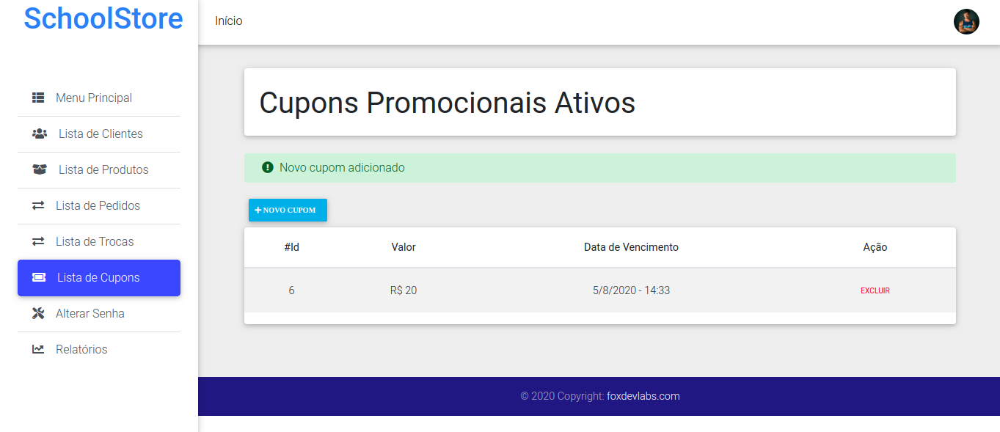 SchoolStore
Início
Menu Principal
Lista de Clientes
Lista de Produtos
Lista de Pedidos
Lista de Trocas
Lista de Cupons
Alterar Senha
Relatórios
Cupons Promocionais Ativos
Novo cupom adicionado
NOVO CUPOM
#Id Valor Data de Vencimento Ação
6 R$ 20 5/8/2020 - 14:33 EXCLUIR
© 2020 Copyright: foxdevlabs.com